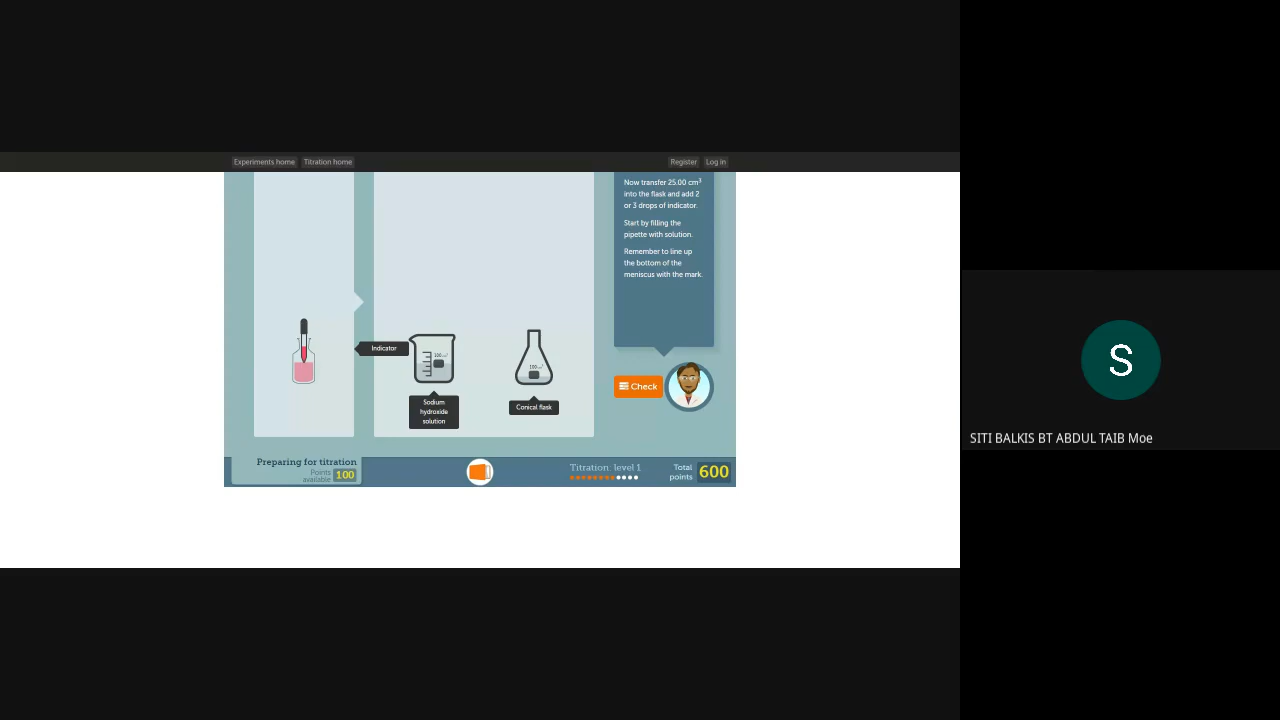 Experiments home
Titration home
Register
Log in
Now transfer 25.00 cm³
into the flask and add 2
or 3 drops of indicator.
Start by filling the
pipette with solution.
Remember to line up
the bottom of the
meniscus with the mark.
Indicator
Sodium
hydroxide
solution
Conical flask
Check
Preparing for titration
Points
available
100
Titration: level 1
Total
points
600
S
SITI BALKIS BT ABDUL TAIB Moe